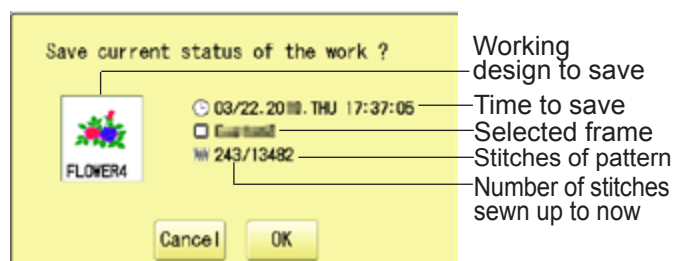 Save current status of the work ?
Working
design to save
03/22.20 .THU 17:37:05
Time to save
Selected frame
243/13482
Stitches of pattern
FLOWER4
Number of stitches
sewn up to now
Cancel
OK